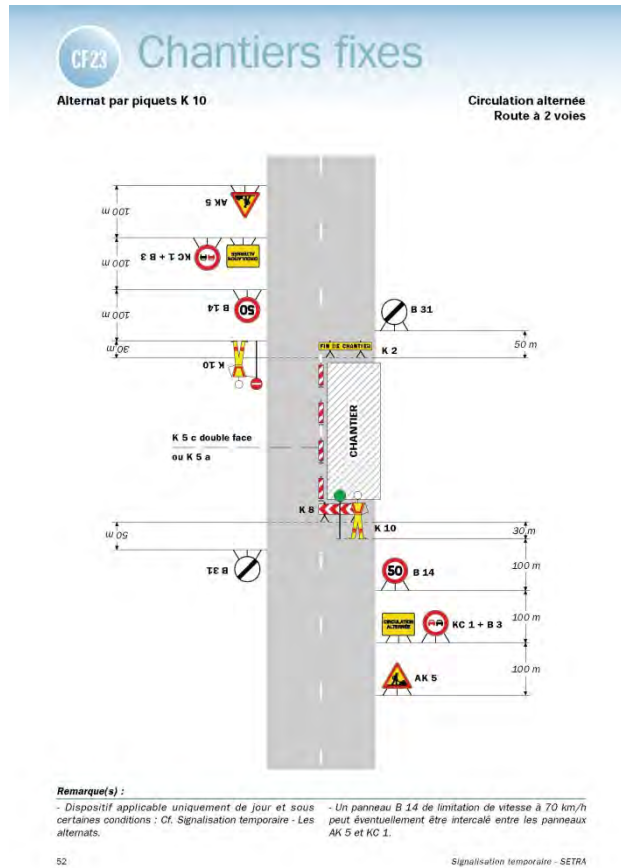 CF23
Chantiers fixes
Alternat par piquets K 10
Circulation alternée
Route à 2 voies
AK 5
100 m
CIRCULATION
ALTERNÉE
KC 1 + B 3
100 m
50
B 14
100 m
K 10
30 m
B 31
50 m
FIN DE CHANTIER
K 2
CHANTIER
K 5 c double face
ou K 5 a
K 8
K 10
30 m
50 m
B 31
50
B 14
100 m
CIRCULATION
ALTERNÉE
KC 1 + B 3
100 m
AK 5
100 m
Remarque(s) :
- Dispositif applicable uniquement de jour et sous
certaines conditions : Cf. Signalisation temporaire - Les
alternats.
- Un panneau B 14 de limitation de vitesse à 70 km/h
peut éventuellement être intercalé entre les panneaux
AK 5 et KC 1.
52
Signalisation temporaire - SETRA